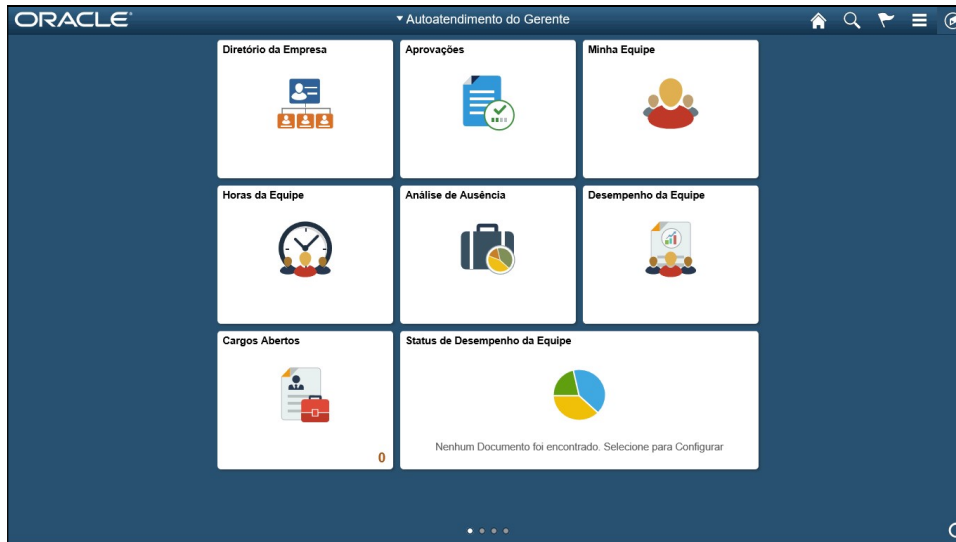 ORACLE
Autoatendimento do Gerente
Diretório da Empresa
Aprovações
Minha Equipe
Horas da Equipe
Análise de Ausência
Desempenho da Equipe
Cargos Abertos
0
Status de Desempenho da Equipe
Nenhum Documento foi encontrado. Selecione para Configurar